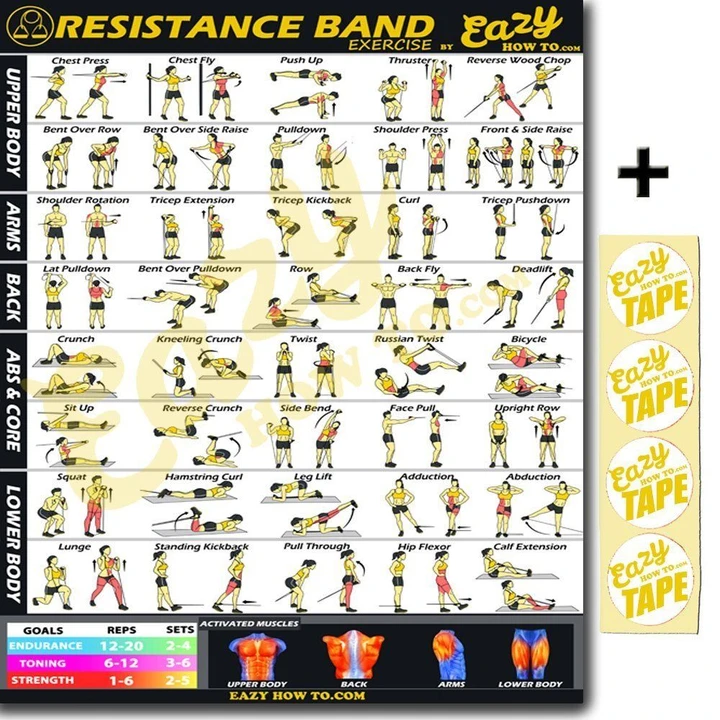 RESISTANCE BAND
EXERCISE BY
Eazy
HOW TO.COM
UPPER BODY
Chest Press
Chest Fly
Push Up
Thruster
Reverse Wood Chop
Bent Over Row
Bent Over Side Raise
Pulldown
Shoulder Press
Front & Side Raise
ARMS
Shoulder Rotation
Tricep Extension
Tricep Kickback
Curl
Tricep Pushdown
BACK
Lat Pulldown
Bent Over Pulldown
Row
Back Fly
Deadlift
ABS & CORE
Crunch
Kneeling Crunch
Twist
Russian Twist
Bicycle
Sit Up
Reverse Crunch
Side Bend
Face Pull
Upright Row
LOWER BODY
Squat
Hamstring Curl
Leg Lift
Adduction
Abduction
Lunge
Standing Kickback
Pull Through
Hip Flexor
Calf Extension
GOALS REPS SETS
ENDURANCE 12-20 2-4
TONING 6-12 3-6
STRENGTH 1-6 2-5
ACTIVATED MUSCLES
UPPER BODY
BACK
ARMS
LOWER BODY
EAZY HOW TO.COM
Eazy
HOW TO.COM
+
Eazy
HOW TO.COM
TAPE
Eazy
HOW TO.COM
TAPE
Eazy
HOW TO.COM
TAPE
Eazy
HOW TO.COM
TAPE